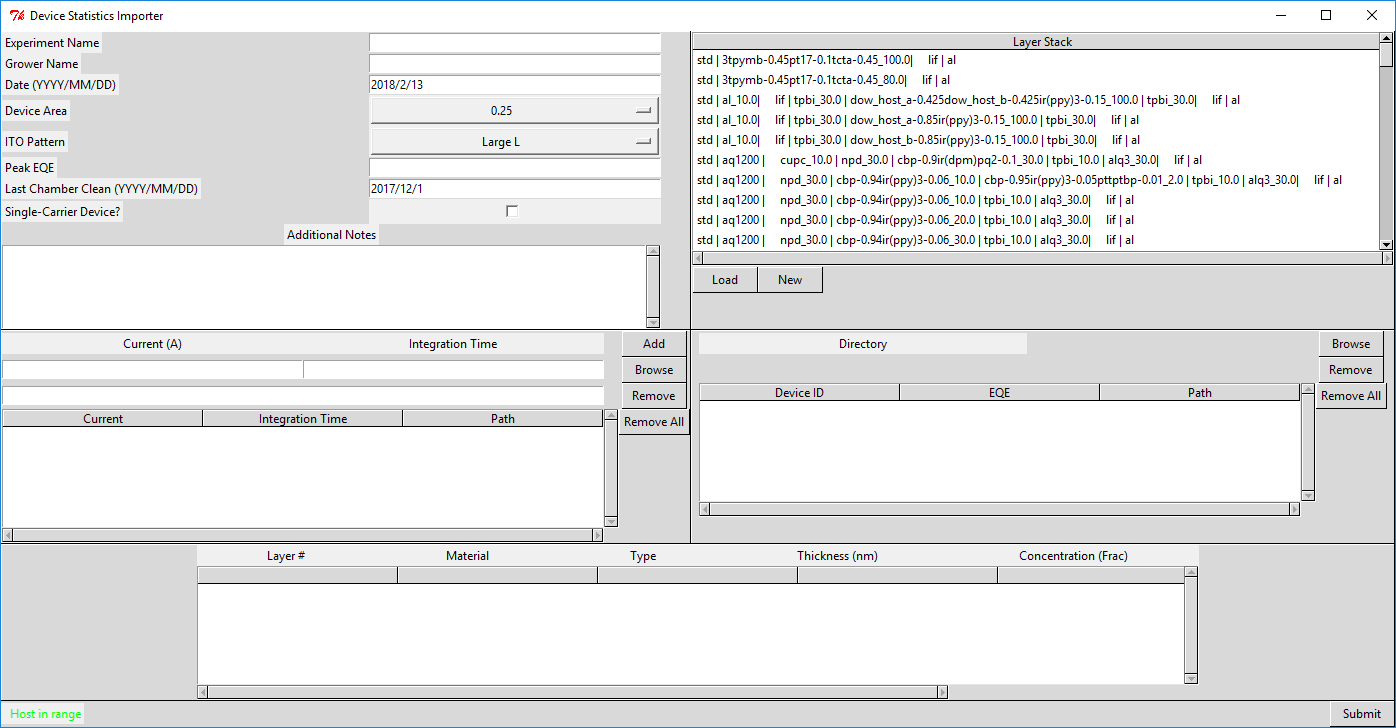 Device Statistics Importer
Experiment Name
Grower Name
Date (YYYY/MM/DD) 2018/2/13
Device Area 0.25
ITO Pattern Large L
Peak EQE
Last Chamber Clean (YYYY/MM/DD) 2017/12/1
Single-Carrier Device?
Additional Notes
Layer Stack
std | 3tpymb-0.45pt17-0.1tcta-0.45_100.0| lif | al
std | 3tpymb-0.45pt17-0.1tcta-0.45_80.0| lif | al
std | al_10.0| lif | tpbi_30.0 | dow_host_a-0.425dow_host_b-0.425ir(ppy)3-0.15_100.0 | tpbi_30.0| lif | al
std | al_10.0| lif | tpbi_30.0 | dow_host_a-0.85ir(ppy)3-0.15_100.0 | tpbi_30.0| lif | al
std | al_10.0| lif | tpbi_30.0 | dow_host_b-0.85ir(ppy)3-0.15_100.0 | tpbi_30.0| lif | al
std | aq1200 | cupc_10.0 | npd_30.0 | cbp-0.9ir(dpm)pq2-0.1_30.0 | tpbi_10.0 | alq3_30.0| lif | al
std | aq1200 | npd_30.0 | cbp-0.94ir(ppy)3-0.06_10.0 | cbp-0.95ir(ppy)3-0.05pttptbp-0.01_2.0 | tpbi_10.0 | alq3_30.0| lif | al
std | aq1200 | npd_30.0 | cbp-0.94ir(ppy)3-0.06_10.0 | tpbi_10.0 | alq3_30.0| lif | al
std | aq1200 | npd_30.0 | cbp-0.94ir(ppy)3-0.06_20.0 | tpbi_10.0 | alq3_30.0| lif | al
std | aq1200 | npd_30.0 | cbp-0.94ir(ppy)3-0.06_30.0 | tpbi_10.0 | alq3_30.0| lif | al
Load New
Current (A) Integration Time Add
Browse
Remove
Remove All
Current Integration Time Path
Directory Browse
Remove
Remove All
Device ID EQE Path
Layer # Material Type Thickness (nm) Concentration (Frac)
Host in range Submit